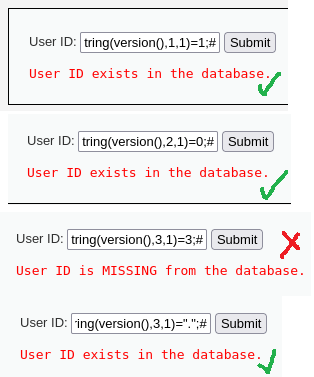 User ID: tring(version(),1,1)=1;# Submit
User ID exists in the database.
User ID: tring(version(),2,1)=0;# Submit
User ID exists in the database.
User ID: tring(version(),3,1)=3;# Submit
User ID is MISSING from the database.
User ID: ring(version(),3,1)=".";# Submit
User ID exists in the database.